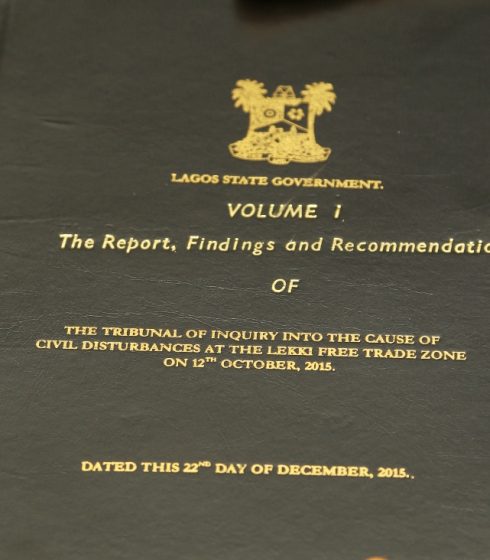 LAGOS STATE GOVERNMENT.
VOLUME 1
The Report, Findings and Recommendatio
OF
THE TRIBUNAL OF INQUIRY INTO THE CAUSE OF
CIVIL DISTURBANCES AT THE LEKKI FREE TRADE ZONE
ON 12TH OCTOBER, 2015.
DATED THIS 22ND DAY OF DECEMBER, 2015..